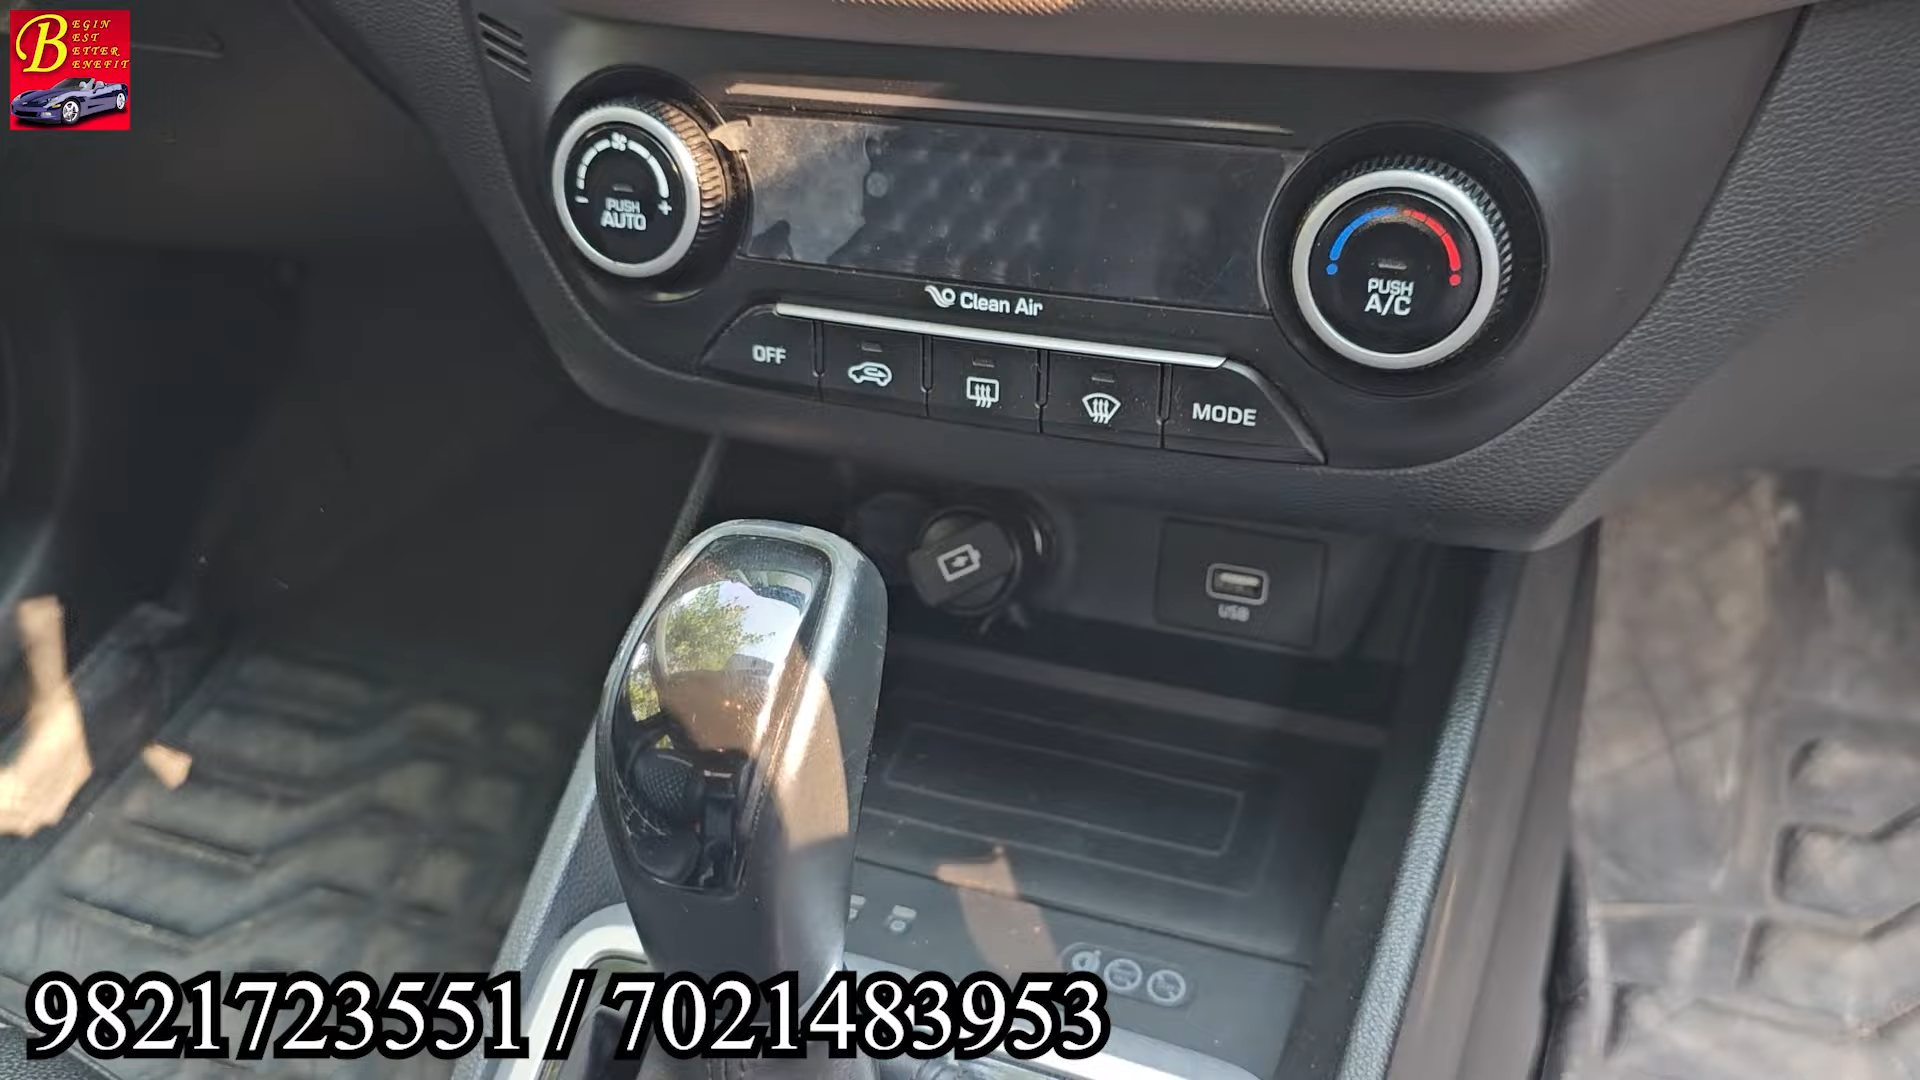 BEGIN
BEST
BETTER
BENEFIT
PUSH
AUTO
- +
Clean Air
PUSH
A/C
OFF
MODE
USB
9821723551 / 7021483953